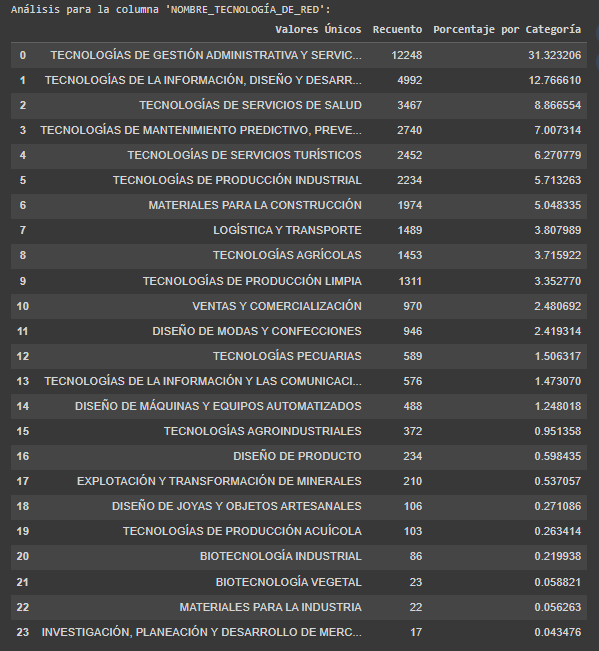 Análisis para la columna 'NOMBRE_TECNOLOGÍA_DE_RED':
Valores Únicos Recuento Porcentaje por Categoría
0 TECNOLOGÍAS DE GESTIÓN ADMINISTRATIVA Y SERVIC... 12248 31.323206
1 TECNOLOGÍAS DE LA INFORMACIÓN, DISEÑO Y DESARR... 4992 12.766610
2 TECNOLOGÍAS DE SERVICIOS DE SALUD 3467 8.866554
3 TECNOLOGÍAS DE MANTENIMIENTO PREDICTIVO, PREVE... 2740 7.007314
4 TECNOLOGÍAS DE SERVICIOS TURÍSTICOS 2452 6.270779
5 TECNOLOGÍAS DE PRODUCCIÓN INDUSTRIAL 2234 5.713263
6 MATERIALES PARA LA CONSTRUCCIÓN 1974 5.048335
7 LOGÍSTICA Y TRANSPORTE 1489 3.807989
8 TECNOLOGÍAS AGRÍCOLAS 1453 3.715922
9 TECNOLOGÍAS DE PRODUCCIÓN LIMPIA 1311 3.352770
10 VENTAS Y COMERCIALIZACIÓN 970 2.480692
11 DISEÑO DE MODAS Y CONFECCIONES 946 2.419314
12 TECNOLOGÍAS PECUARIAS 589 1.506317
13 TECNOLOGÍAS DE LA INFORMACIÓN Y LAS COMUNICACI... 576 1.473070
14 DISEÑO DE MÁQUINAS Y EQUIPOS AUTOMATIZADOS 488 1.248018
15 TECNOLOGÍAS AGROINDUSTRIALES 372 0.951358
16 DISEÑO DE PRODUCTO 234 0.598435
17 EXPLOTACIÓN Y TRANSFORMACIÓN DE MINERALES 210 0.537057
18 DISEÑO DE JOYAS Y OBJETOS ARTESANALES 106 0.271086
19 TECNOLOGÍAS DE PRODUCCIÓN ACUÍCOLA 103 0.263414
20 BIOTECNOLOGÍA INDUSTRIAL 86 0.219938
21 BIOTECNOLOGÍA VEGETAL 23 0.058821
22 MATERIALES PARA LA INDUSTRIA 22 0.056263
23 INVESTIGACIÓN, PLANEACIÓN Y DESARROLLO DE MERC... 17 0.043476